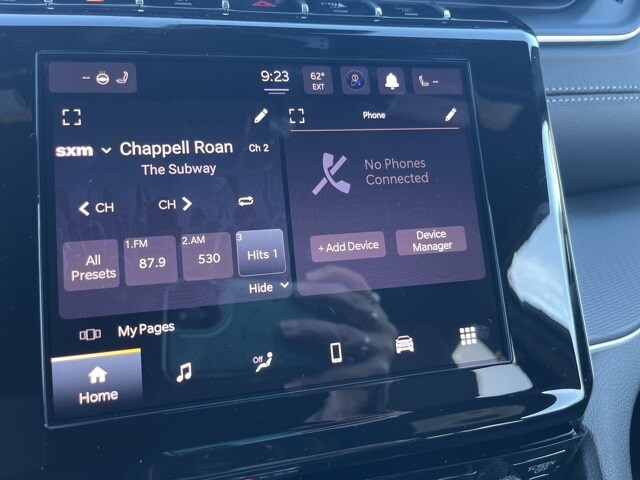 --
9:23
62°
EXT
--
Phone
sxm Chappell Roan Ch 2
The Subway
No Phones
Connected
CH
CH
All
Presets
1.FM
87.9
2.AM
530
3
Hits 1
+ Add Device
Device
Manager
Hide
My Pages
Home
Off
SCREEN
OFF